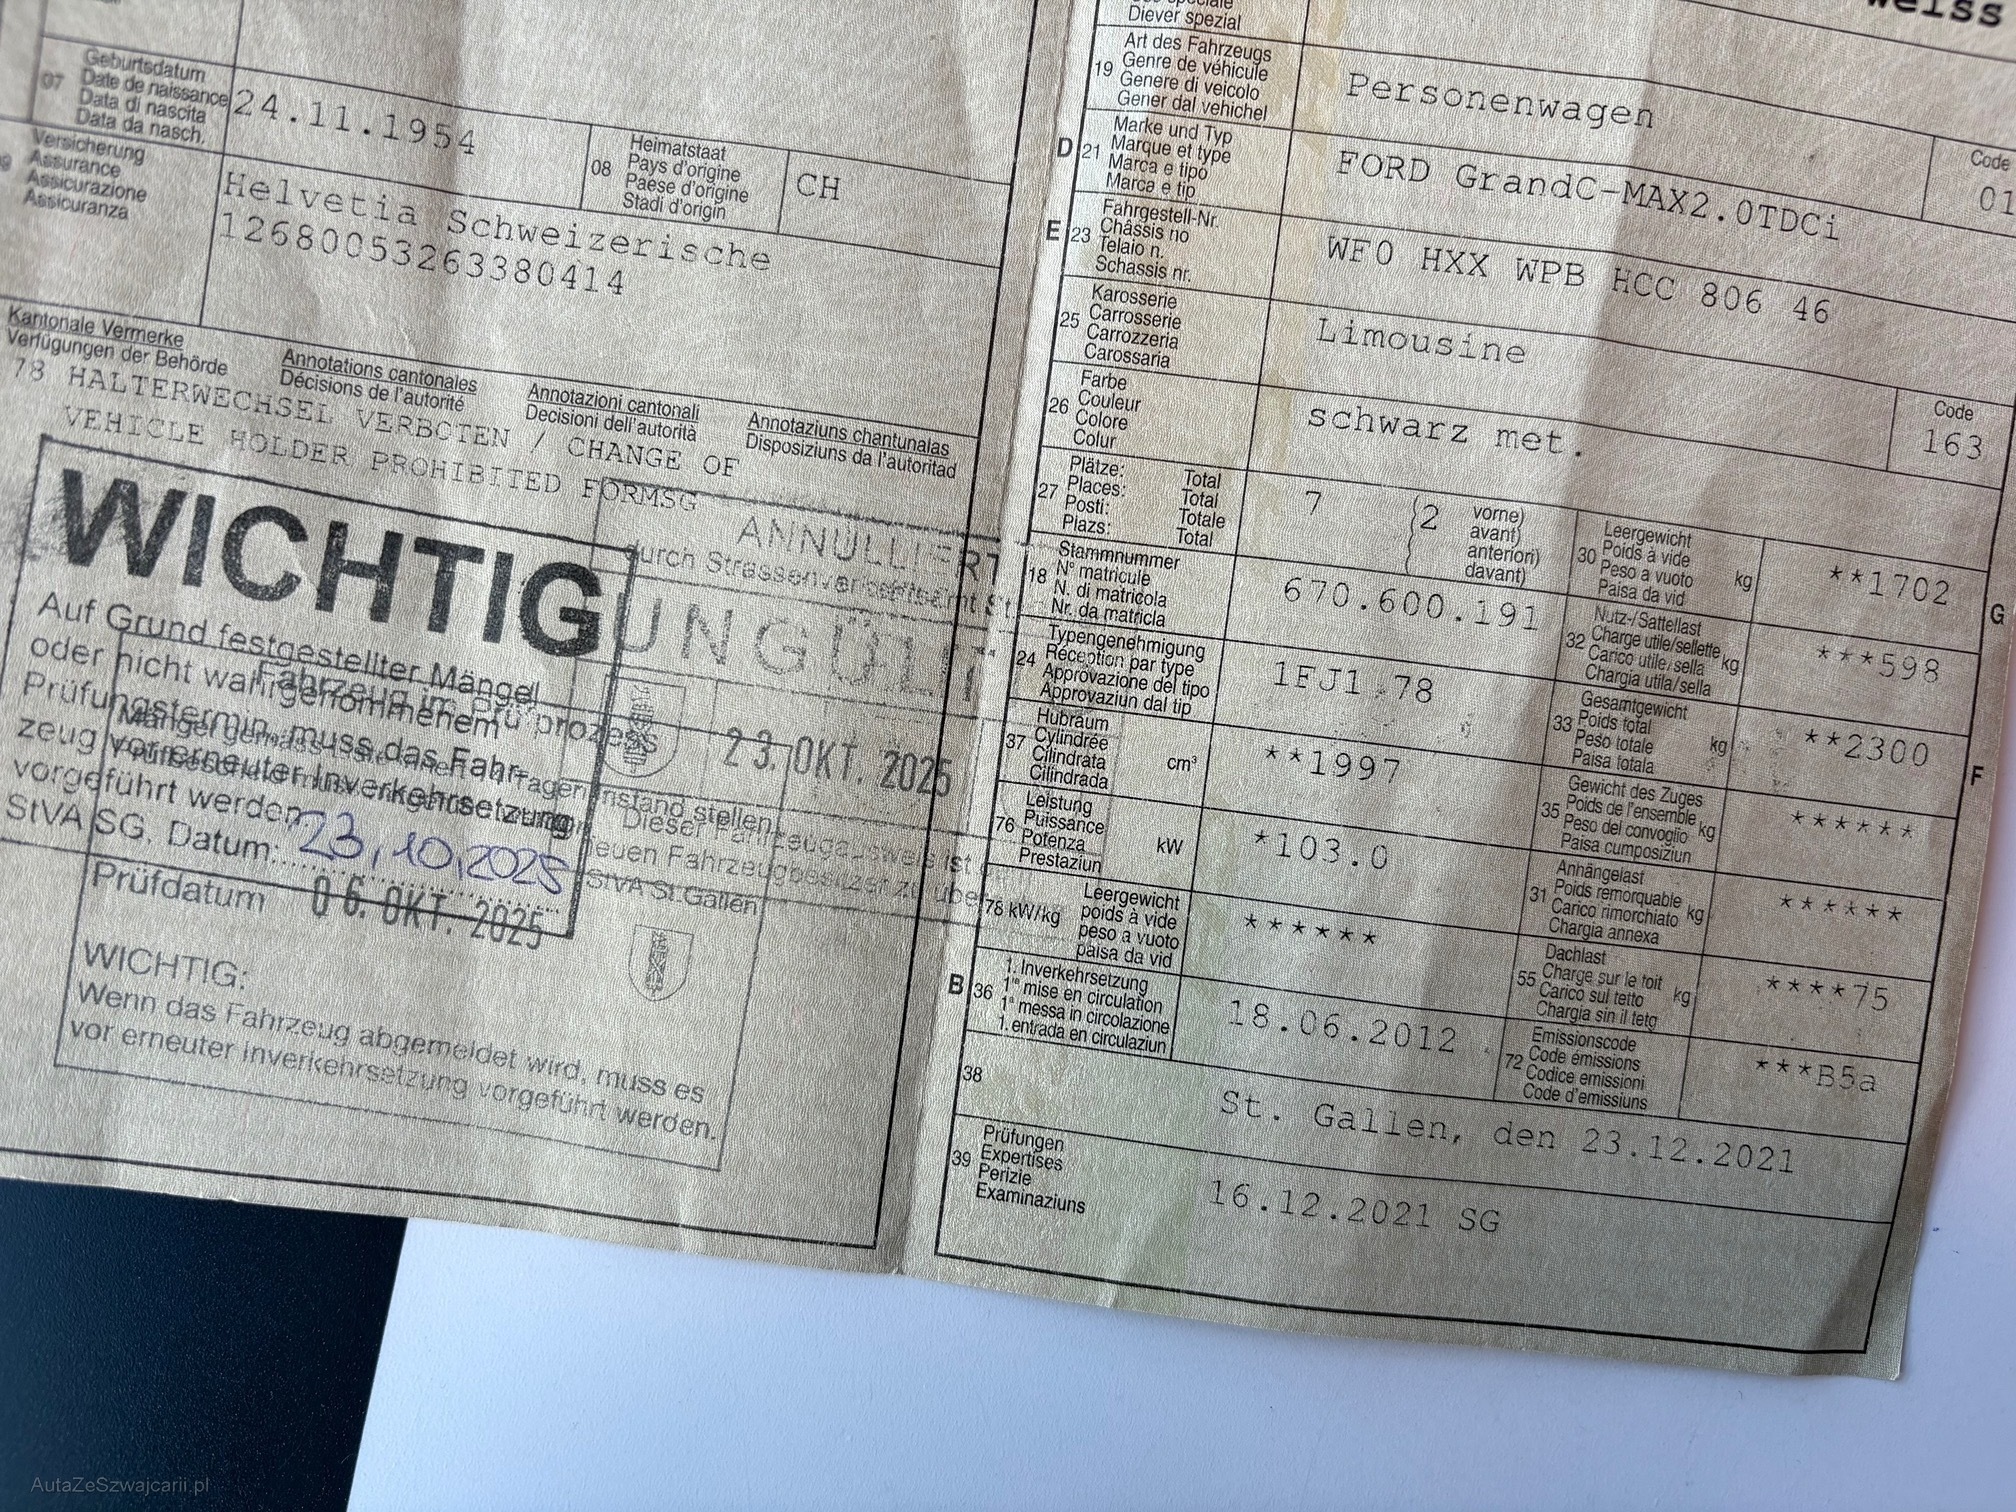 07
Geburtsdatum
Date de naissance
Data di nascita
Data da nasch.
24.11.1954
08
Heimatstaat
Pays d'origine
Paese d'origine
Stadi d'origin
CH
Versicherung
Assurance
Assicurazione
Assicuranza
Helvetia Schweizerische
12680053263380414
Kantonale Vermerke
Verfügungen der Behörde
Annotations cantonales
Décisions de l'autorité
Annotazioni cantonali
Decisioni dell'autorità
Annotaziuns chantunalas
Disposiziuns da l'autoritad
78 HALTERWECHSEL VERBOTEN / CHANGE OF
VEHICLE HOLDER PROHIBITED FORMSG
WICHTIG
Auf Grund festgestellter Mängel
oder nicht wahrgenommenem
Prüfungstermin, muss das Fahr-
zeug vor erneuter Inverkehrsetzung
vorgeführt werden.
StVA SG, Datum: 23.10.2025
ANNULLIERT
durch Strassenverkehrsamt St.
UNGÜLTI
23. OKT. 2025
Fahrzeug im Prüfprozess
instand stellen
Dieser Fahrzeugausweis ist
neuen Fahrzeugbesitzer zu übe
StVA St.Gallen
Prüfdatum 06. OKT. 2025
WICHTIG:
Wenn das Fahrzeug abgemeldet wird, muss es
vor erneuter Inverkehrsetzung vorgeführt werden.
weiss
Diever spezial
19
Art des Fahrzeugs
Genre de véhicule
Genere di veicolo
Gener dal vehichel
Personenwagen
Code
01
D 21
Marke und Typ
Marque et type
Marca e tipo
Marca e tip
FORD GrandC-MAX2.0TDCi
E 23
Fahrgestell-Nr.
Châssis no
Telaio n.
Schassis nr.
WF0 HXX WPB HCC 806 46
25
Karosserie
Carrosserie
Carrozzeria
Carossaria
Limousine
26
Farbe
Couleur
Colore
Colur
schwarz met.
Code
163
27
Plätze: Total
Places: Total
Posti: Totale
Plazs: Total
7
(2 vorne)
avant)
anteriori)
davant)
30
Leergewicht
Poids à vide
Peso a vuoto
Paisa da vid
kg
**1702
G
18
Stammnummer
N° matricule
N. di matricola
Nr. da matricla
670.600.191
32
Nutz-/Sattellast
Charge utile/sellette
Carico utile/sella
Chargia utila/sella
kg
***598
24
Typengenehmigung
Réception par type
Approvazione del tipo
Approvaziun dal tip
1FJ1 78
33
Gesamtgewicht
Poids total
Peso totale
Paisa totala
kg
**2300
F
37
Hubraum
Cylindrée
Cilindrata
Cilindrada
cm³
**1997
35
Gewicht des Zuges
Poids de l'ensemble
Peso del convoglio
Paisa cumposiziun
kg
******
76
Leistung
Puissance
Potenza
Prestaziun
kW
*103.0
31
Anhängelast
Poids remorquable
Carico rimorchiato
Chargia annexa
kg
******
78 kW/kg
Leergewicht
poids à vide
peso a vuoto
paisa da vid
******
55
Dachlast
Charge sur le toit
Carico sul tetto
Chargia sin il tetg
kg
****75
B 36
1. Inverkehrsetzung
1re mise en circulation
1a messa in circolazione
1. entrada en circulaziun
18.06.2012
72
Emissionscode
Code émissions
Codice emissioni
Code d'emissiuns
***B5a
38
St. Gallen, den 23.12.2021
39
Prüfungen
Expertises
Perizie
Examinaziuns
16.12.2021 SG
AutaZeSzwajcarii.pl